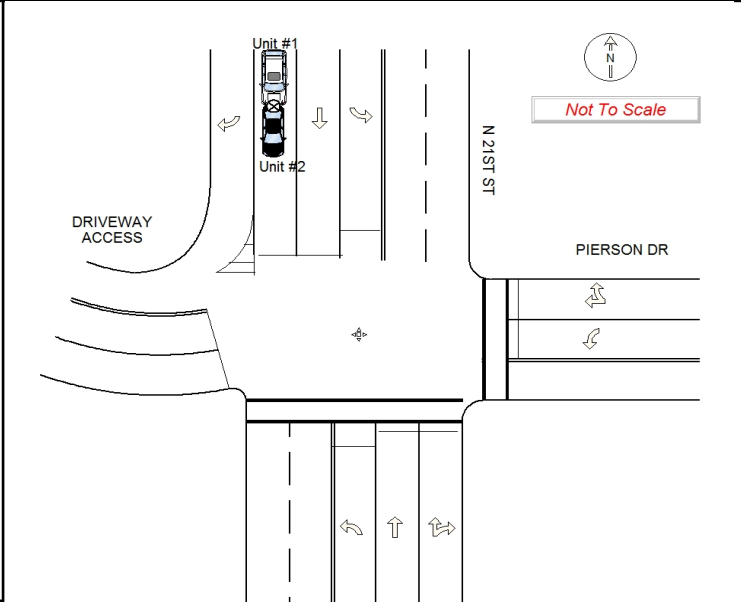 Unit #1
N
Not To Scale
Unit #2
N 21ST ST
DRIVEWAY
ACCESS
PIERSON DR